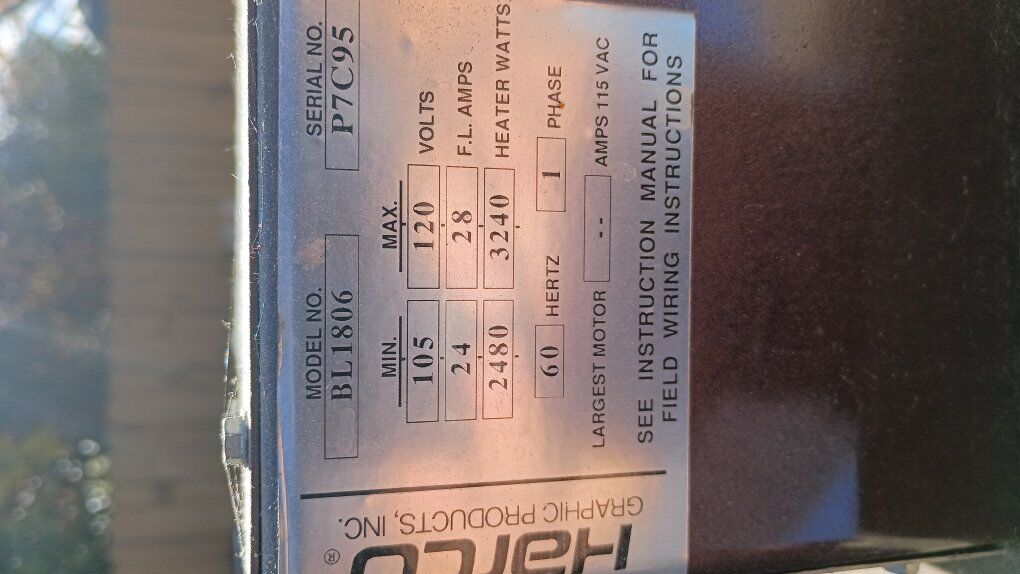 Harco®
GRAPHIC PRODUCTS, INC.
MODEL NO. SERIAL NO.
BL1806 P7C95
MIN. MAX.
105 120 VOLTS
24 28 F.L. AMPS
2480 3240 HEATER WATTS
60 HERTZ 1 PHASE
LARGEST MOTOR -- AMPS 115 VAC
SEE INSTRUCTION MANUAL FOR
FIELD WIRING INSTRUCTIONS